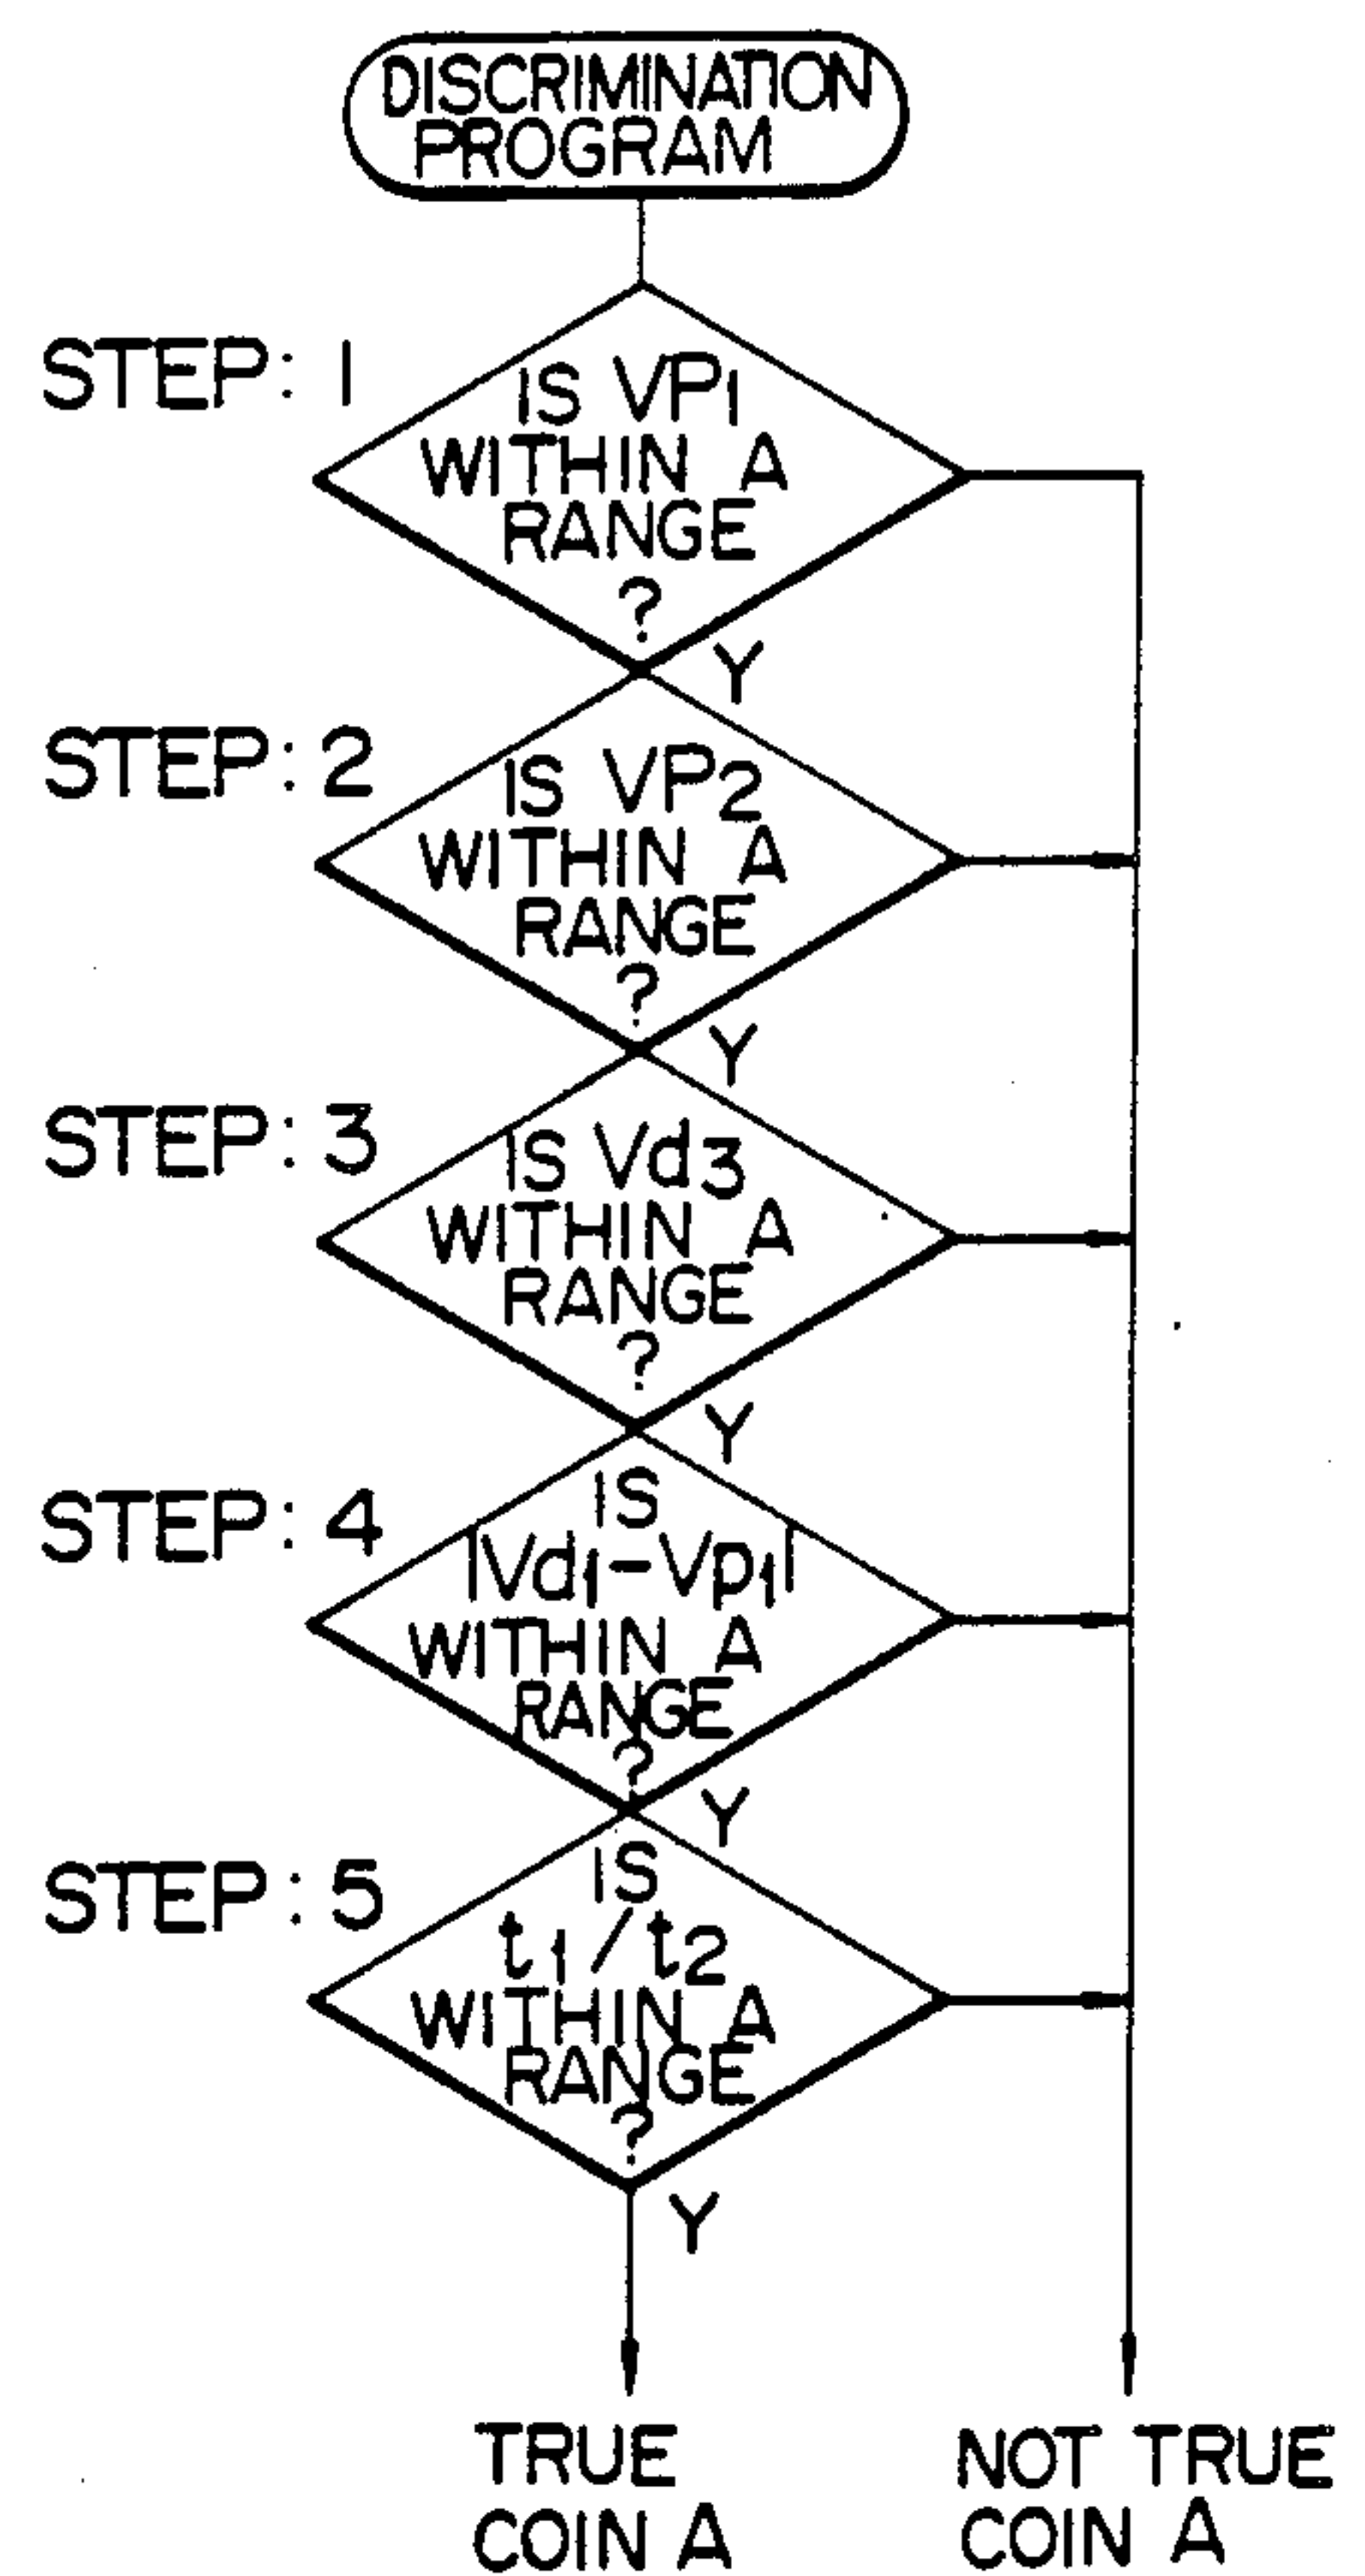 DISCRIMINATION
PROGRAM
STEP: 1
IS VP1
WITHIN A
RANGE
?
Y
STEP: 2
IS VP2
WITHIN A
RANGE
?
Y
STEP: 3
IS Vd3
WITHIN A
RANGE
?
Y
STEP: 4
IS
|Vd1-Vp1|
WITHIN A
RANGE
?
Y
STEP: 5
IS
t1/t2
WITHIN A
RANGE
?
Y
TRUE
COIN A
NOT TRUE
COIN A